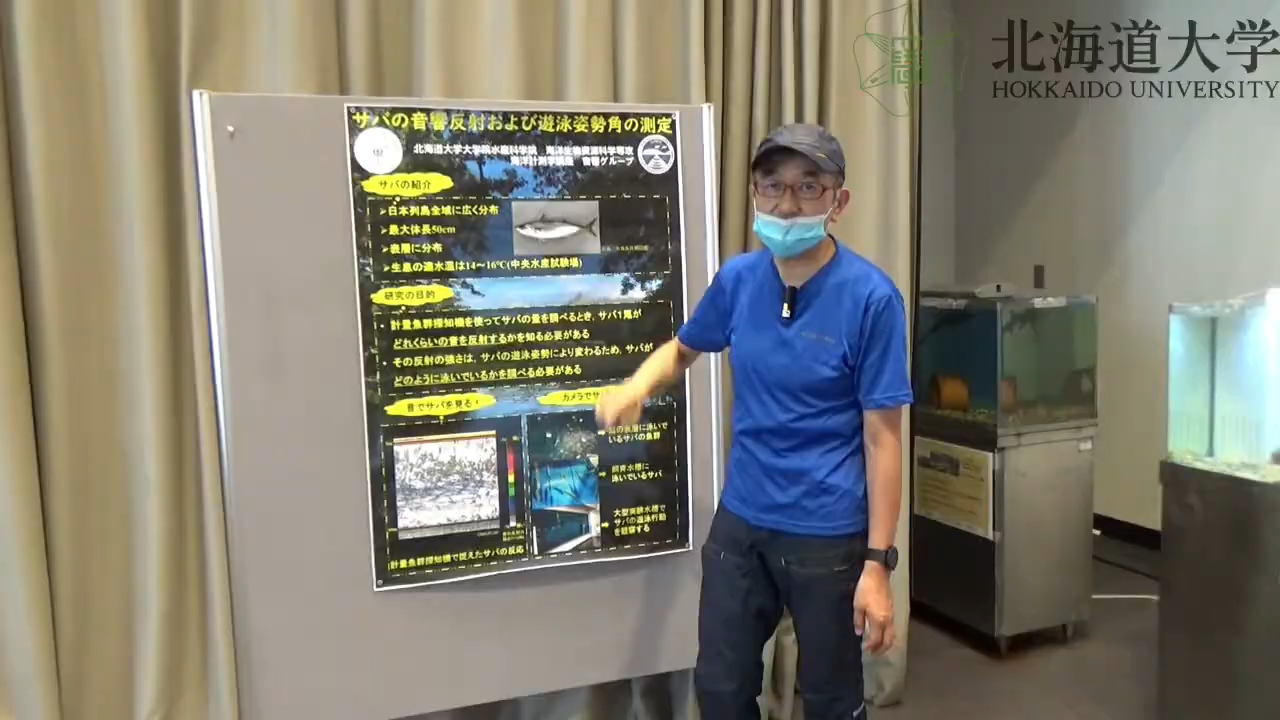 北海道大学
HOKKAIDO UNIVERSITY
サバの音響反射および遊泳姿勢角の測定
北海道大学大学院水産科学院 海洋生物資源科学専攻
海洋計測学講座 音響グループ
サバの紹介
➢日本列島全域に広く分布
➢最大体長50cm
➢表層に分布
➢生息の適水温は14～16℃(中央水産試験場)
研究の目的
• 計量魚群探知機を使ってサバの量を調べるとき、サバ1尾が
どれくらいの音を反射するかを知る必要がある
• その反射の強さは、サバの遊泳姿勢により変わるため、サバが
どのように泳いでいるかを調べる必要がある
音でサバを見る！
カメラでサ
いるサバの魚群
飼育水槽に
泳いでいるサバ
大型実験水槽で
サバの遊泳行動
を観察する
計量魚群探知機で捉えたサバの反応